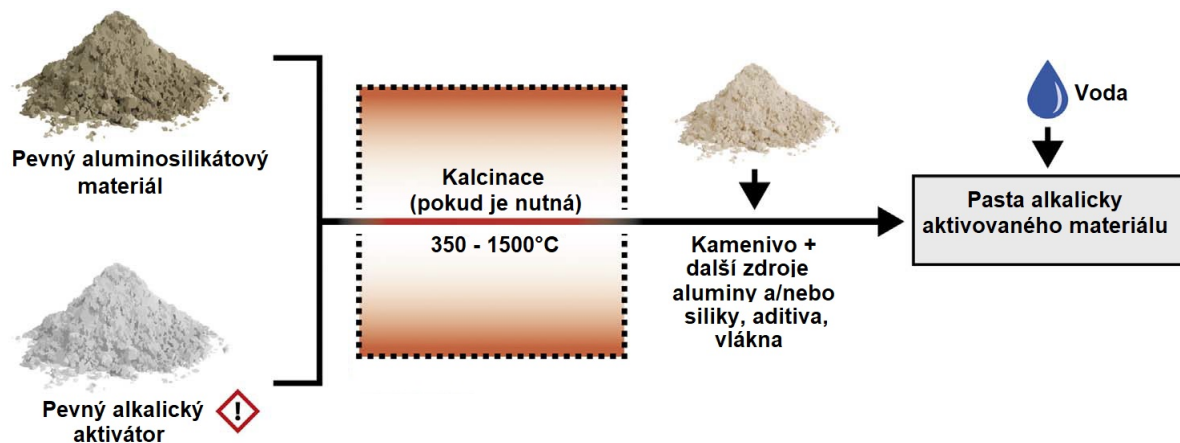 Pevný aluminosilikátový
materiál
Pevný alkalický
aktivátor
!
Kalcinace
(pokud je nutná)
350 - 1500°C
Kamenivo +
další zdroje
aluminy a/nebo
siliky, aditiva,
vlákna
Voda
Pasta alkalicky
aktivovaného materiálu